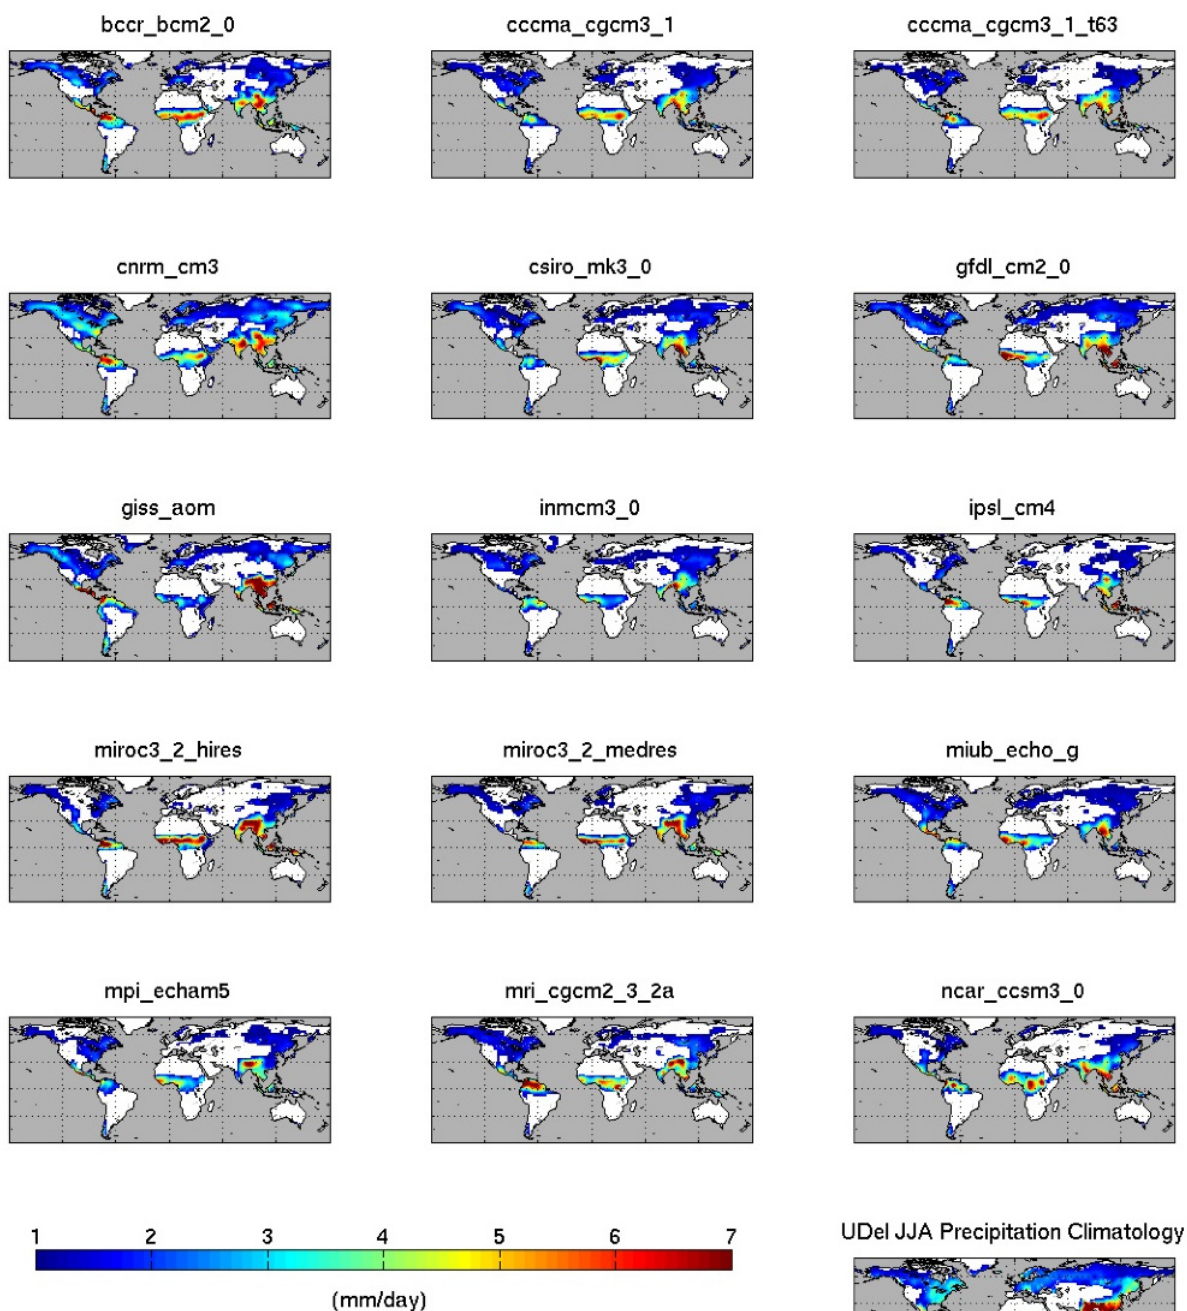 bccr_bcm2_0 cccma_cgcm3_1 cccma_cgcm3_1_t63
cnrm_cm3 csiro_mk3_0 gfdl_cm2_0
giss_aom inmcm3_0 ipsl_cm4
miroc3_2_hires miroc3_2_medres miub_echo_g
mpi_echam5 mri_cgcm2_3_2a ncar_ccsm3_0
1 2 3 4 5 6 7
(mm/day)
UDel JJA Precipitation Climatology